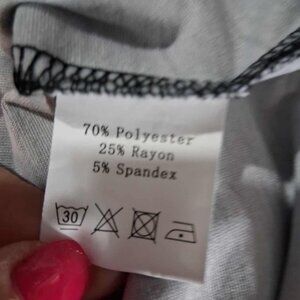 70% Polyester
25% Rayon
5% Spandex
30